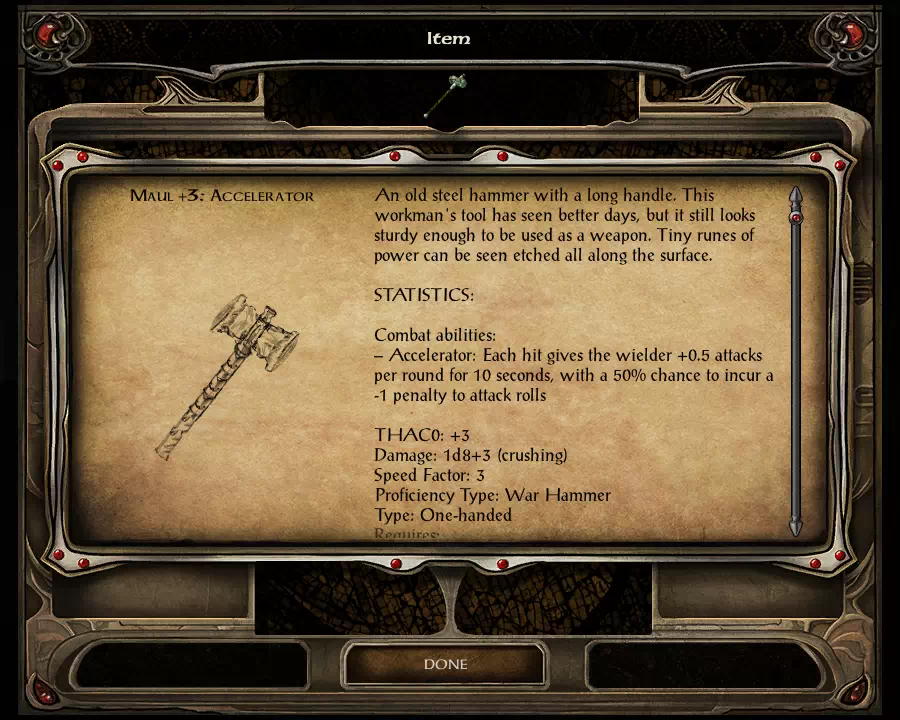 Item
Maul +3: Accelerator
An old steel hammer with a long handle. This
workman's tool has seen better days, but it still looks
sturdy enough to be used as a weapon. Tiny runes of
power can be seen etched all along the surface.
STATISTICS:
Combat abilities:
– Accelerator: Each hit gives the wielder +0.5 attacks
per round for 10 seconds, with a 50% chance to incur a
-1 penalty to attack rolls
THAC0: +3
Damage: 1d8+3 (crushing)
Speed Factor: 3
Proficiency Type: War Hammer
Type: One-handed
Requires:
DONE